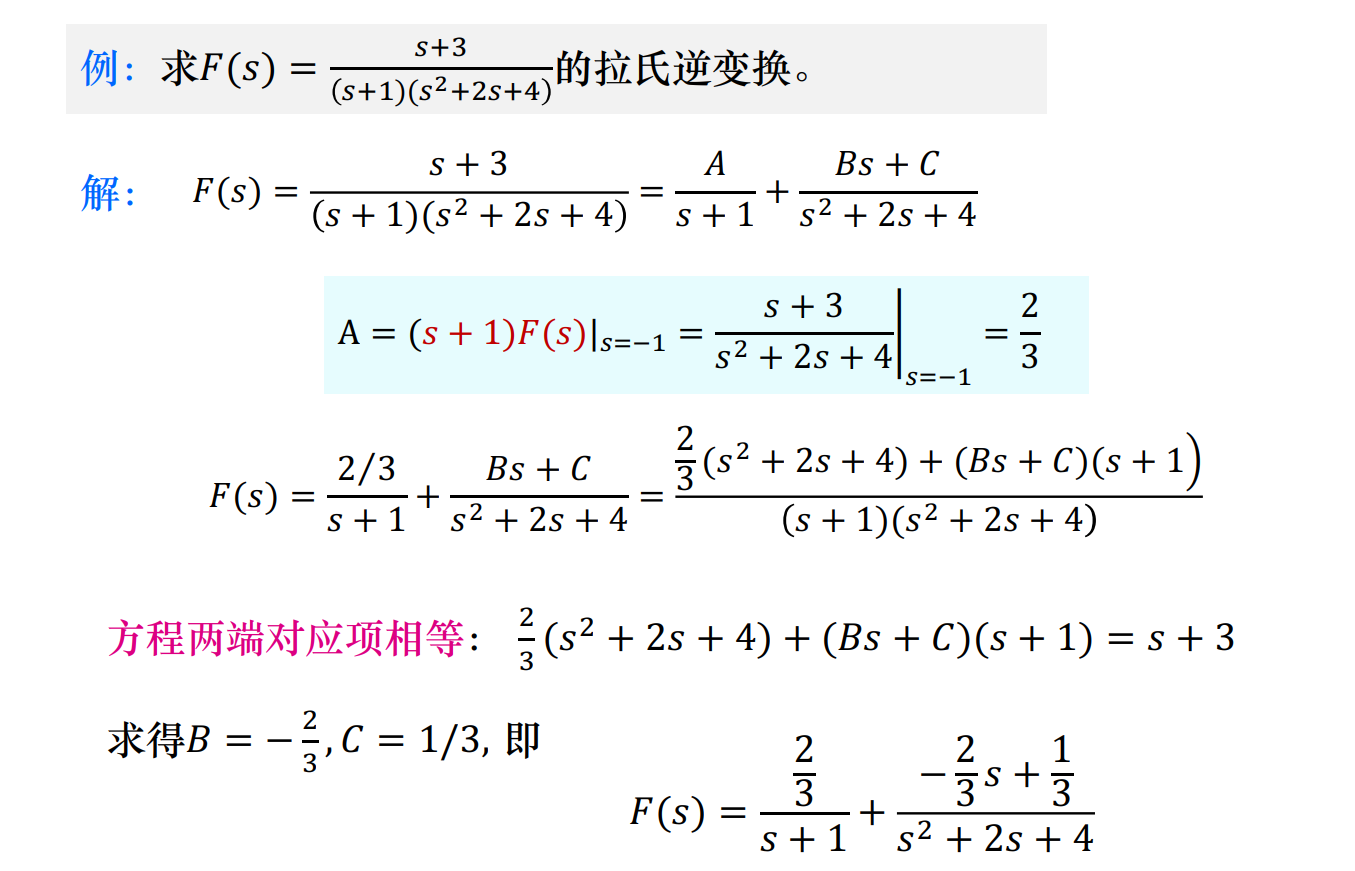 例：求F(s) = \frac{s+3}{(s+1)(s^2+2s+4)}的拉氏逆变换。
解： F(s) = \frac{s+3}{(s+1)(s^2+2s+4)} = \frac{A}{s+1} + \frac{Bs+C}{s^2+2s+4}
A = (s+1)F(s)|_{s=-1} = \left.\frac{s+3}{s^2+2s+4}\right|_{s=-1} = \frac{2}{3}
F(s) = \frac{2/3}{s+1} + \frac{Bs+C}{s^2+2s+4} = \frac{\frac{2}{3}(s^2+2s+4)+(Bs+C)(s+1)}{(s+1)(s^2+2s+4)}
方程两端对应项相等： \frac{2}{3}(s^2+2s+4)+(Bs+C)(s+1) = s+3
求得B = -\frac{2}{3}, C = 1/3, 即
F(s) = \frac{\frac{2}{3}}{s+1} + \frac{-\frac{2}{3}s+\frac{1}{3}}{s^2+2s+4}